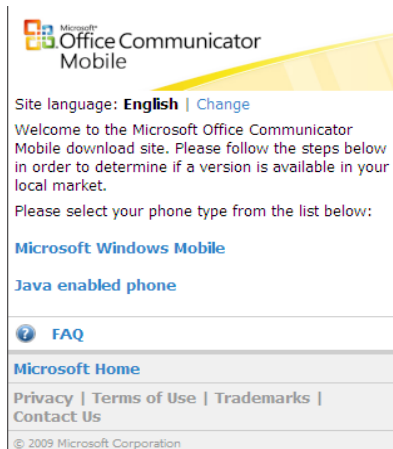 Microsoft®
Office Communicator
Mobile
Site language: English | Change
Welcome to the Microsoft Office Communicator
Mobile download site. Please follow the steps below
in order to determine if a version is available in your
local market.
Please select your phone type from the list below:
Microsoft Windows Mobile
Java enabled phone
? FAQ
Microsoft Home
Privacy | Terms of Use | Trademarks |
Contact Us
© 2009 Microsoft Corporation